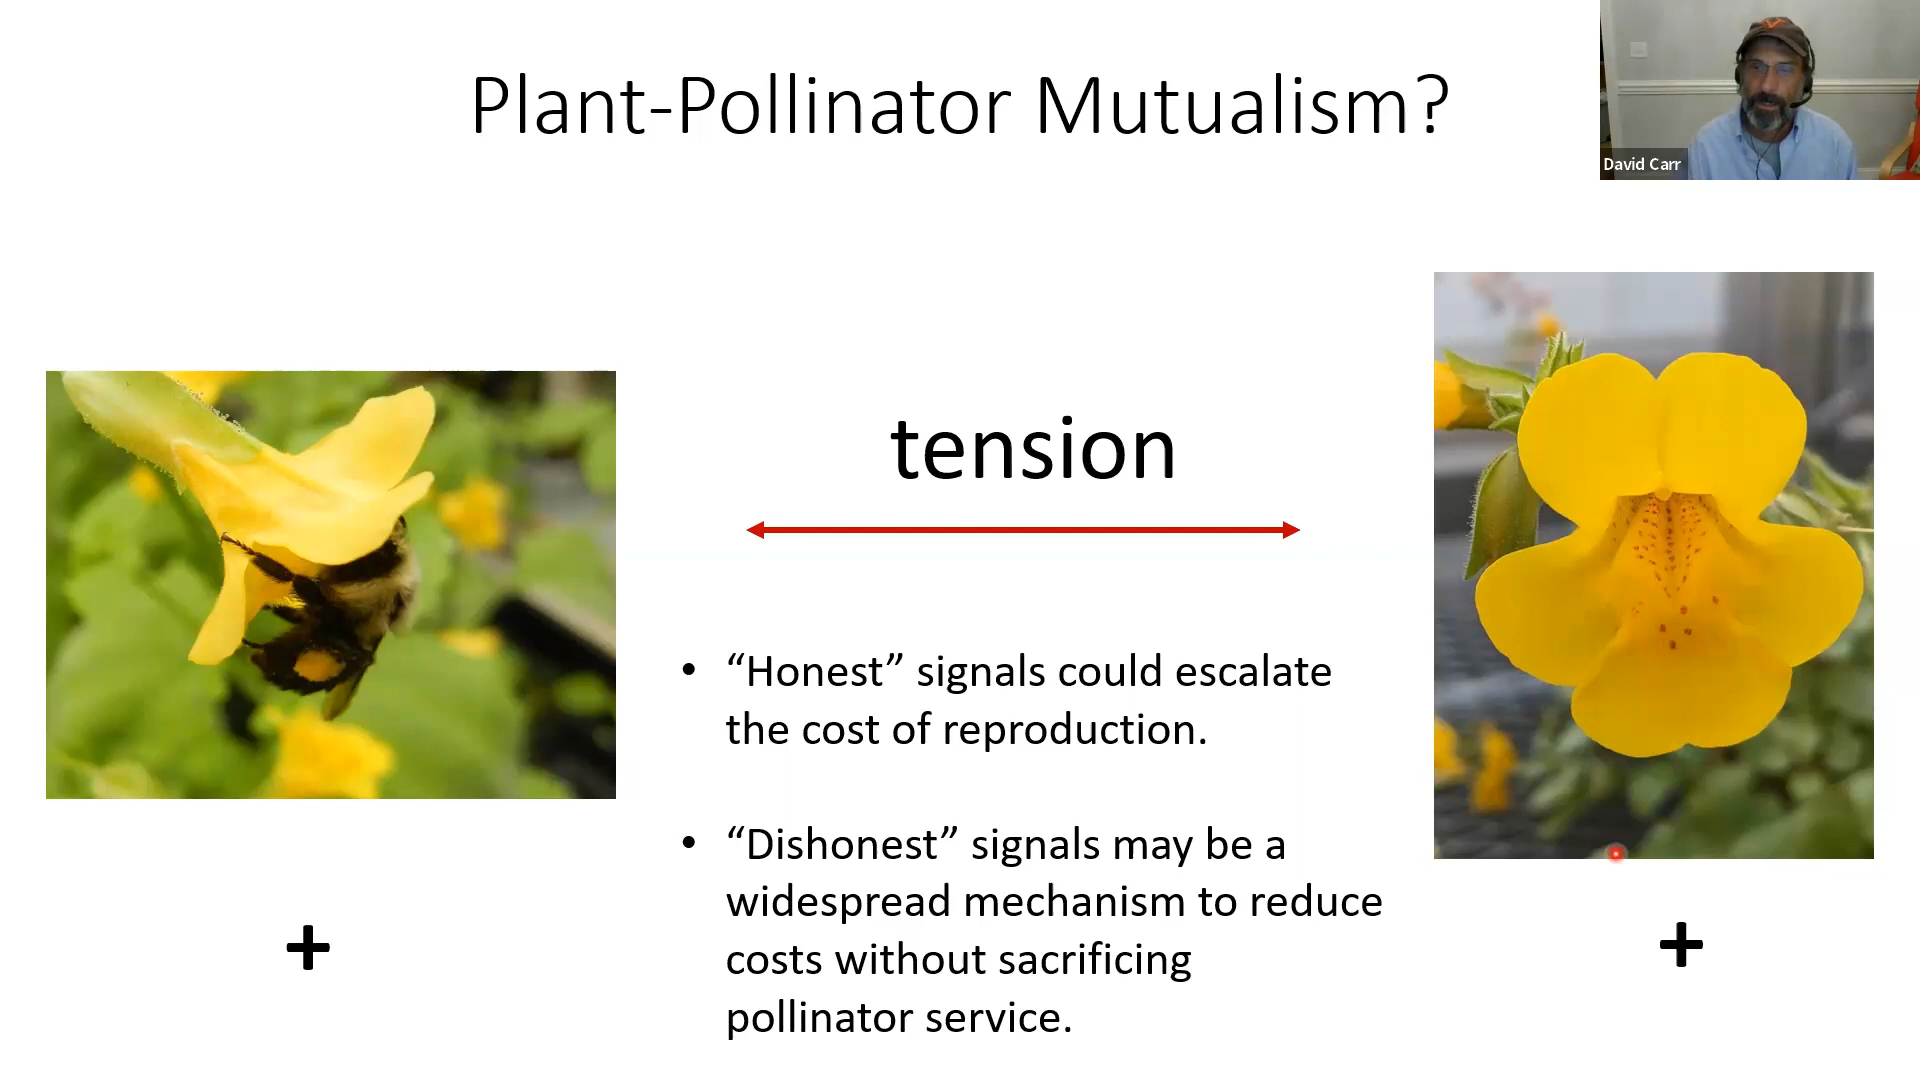 Plant-Pollinator Mutualism?
David Carr
tension
• “Honest” signals could escalate
the cost of reproduction.
• “Dishonest” signals may be a
widespread mechanism to reduce
costs without sacrificing
pollinator service.
+
+